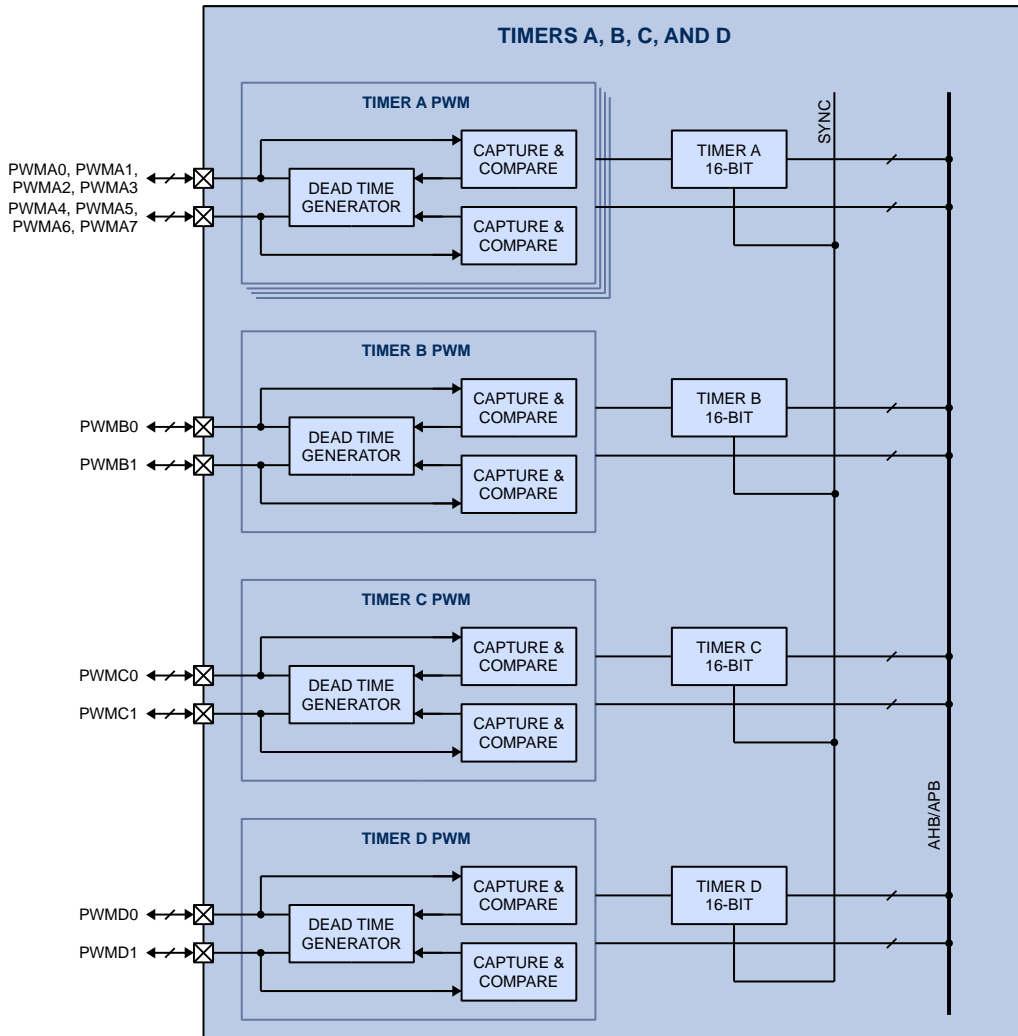 TIMERS A, B, C, AND D
TIMER A PWM
SYNC
PWMA0, PWMA1,
PWMA2, PWMA3
PWMA4, PWMA5,
PWMA6, PWMA7
DEAD TIME
GENERATOR
CAPTURE &
COMPARE
CAPTURE &
COMPARE
TIMER A
16-BIT
TIMER B PWM
PWMB0
PWMB1
DEAD TIME
GENERATOR
CAPTURE &
COMPARE
CAPTURE &
COMPARE
TIMER B
16-BIT
TIMER C PWM
PWMC0
PWMC1
DEAD TIME
GENERATOR
CAPTURE &
COMPARE
CAPTURE &
COMPARE
TIMER C
16-BIT
AHB/APB
TIMER D PWM
PWMD0
PWMD1
DEAD TIME
GENERATOR
CAPTURE &
COMPARE
CAPTURE &
COMPARE
TIMER D
16-BIT